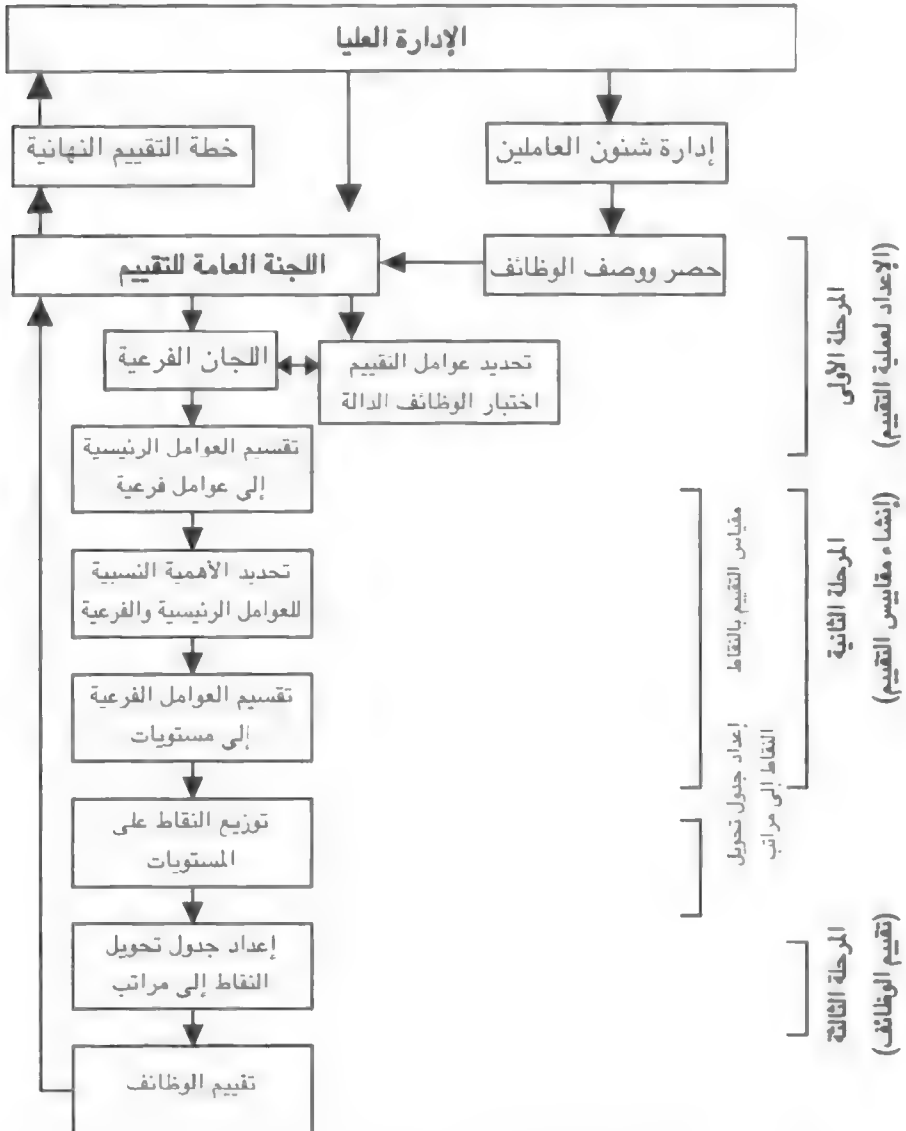 الإدارة العليا
إدارة شئون العاملين
خطة التقييم النهائية
حصر ووصف الوظائف
اللجنة العامة للتقييم
اللجان الفرعية
تحديد عوامل التقييم
اختبار الوظائف الدالة
تقسيم العوامل الرئيسية
إلى عوامل فرعية
تحديد الأهمية النسبية
للعوامل الرئيسية والفرعية
تقسيم العوامل الفرعية
إلى مستويات
توزيع النقاط على
المستويات
إعداد جدول تحويل
النقاط إلى مراتب
تقييم الوظائف
المرحلة الأولى
(الإعداد لعملية التقييم)
المرحلة الثانية
(إنشاء مقاييس التقييم)
مقياس التقييم بالنقاط
إعداد جدول تحويل
النقاط إلى مراتب
المرحلة الثالثة
(تقييم الوظائف)